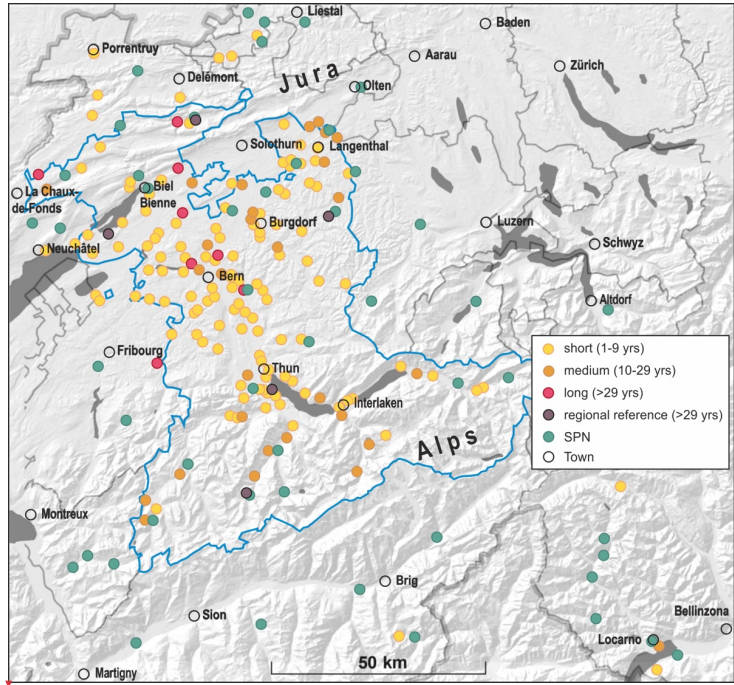 Liestal
Baden
Porrentruy
Aarau
Zürich
Delémont
Jura
Olten
Solothurn
Langenthal
Biel
Bienne
La Chaux-
de-Fonds
Burgdorf
Luzern
Schwyz
Neuchâtel
Bern
Altdorf
Fribourg
Thun
Interlaken
short (1-9 yrs)
medium (10-29 yrs)
long (>29 yrs)
regional reference (>29 yrs)
SPN
Town
Alps
Montreux
Brig
Sion
Bellinzona
Locarno
50 km
Martigny